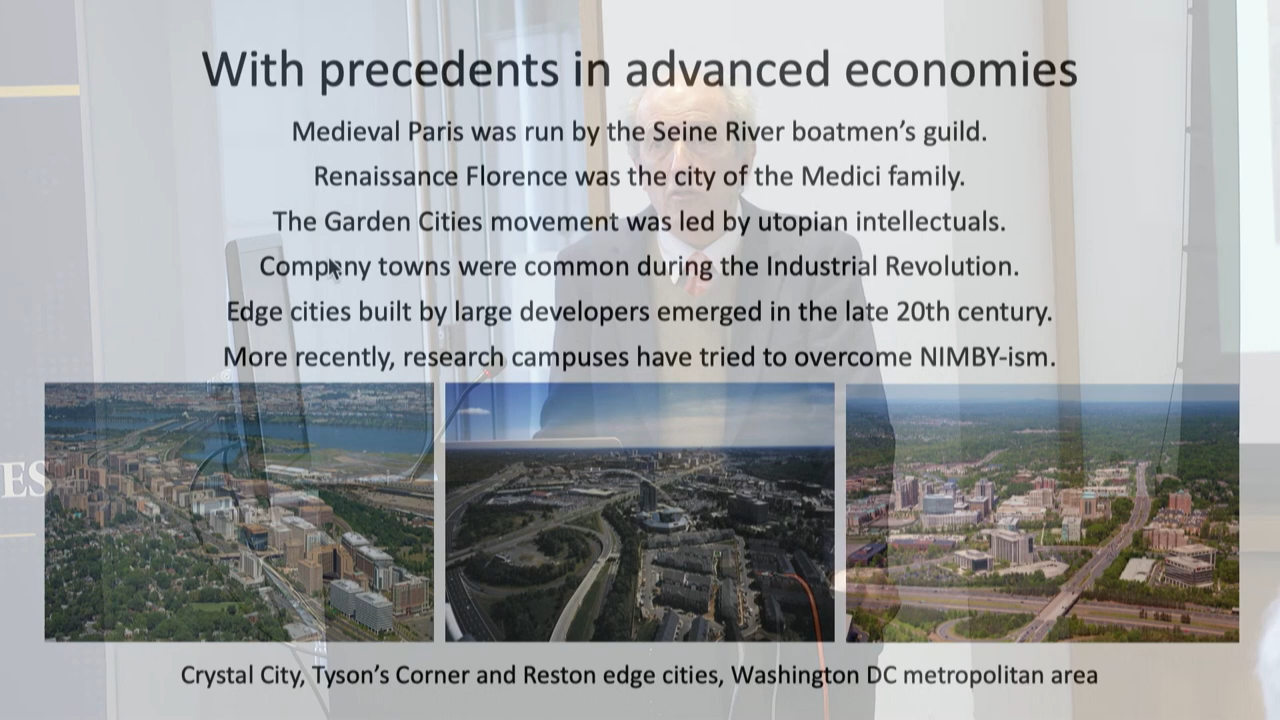 With precedents in advanced economies
Medieval Paris was run by the Seine River boatmen's guild.
Renaissance Florence was the city of the Medici family.
The Garden Cities movement was led by utopian intellectuals.
Company towns were common during the Industrial Revolution.
Edge cities built by large developers emerged in the late 20th century.
More recently, research campuses have tried to overcome NIMBY-ism.
ES
Crystal City, Tyson's Corner and Reston edge cities, Washington DC metropolitan area